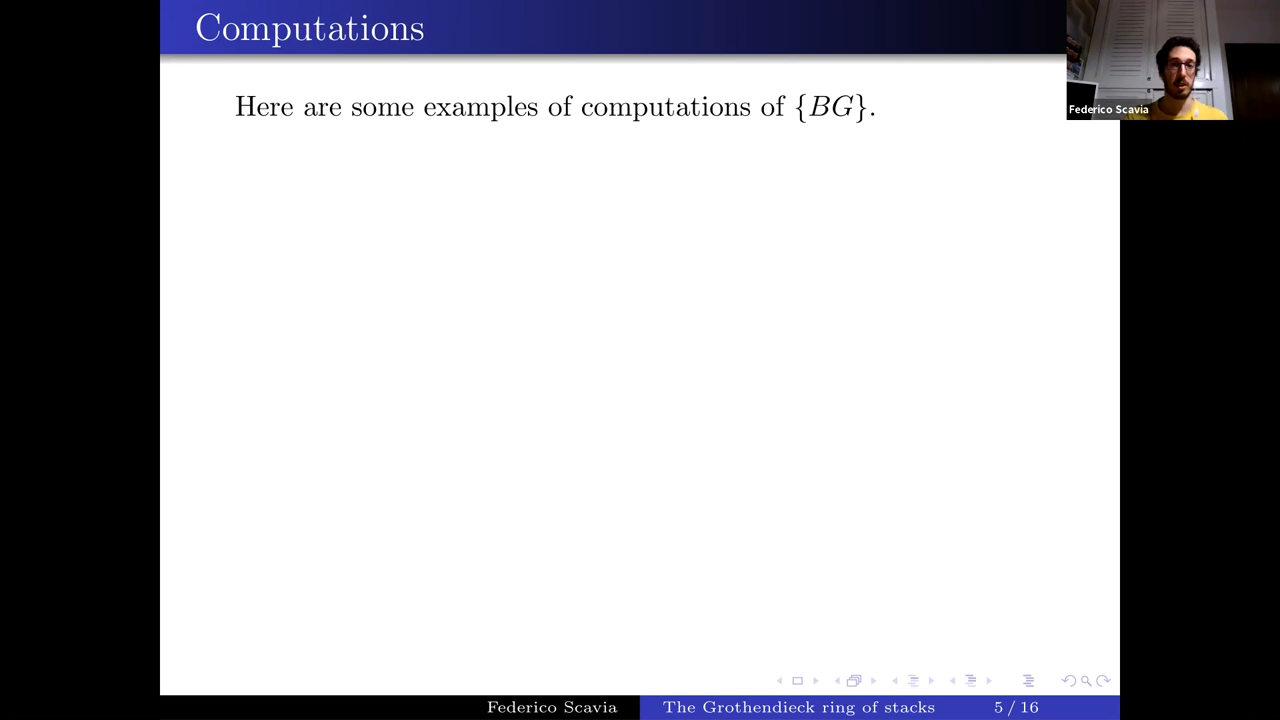 Computations
Here are some examples of computations of {BG}.
Federico Scavia
Federico Scavia
The Grothendieck ring of stacks
5 / 16